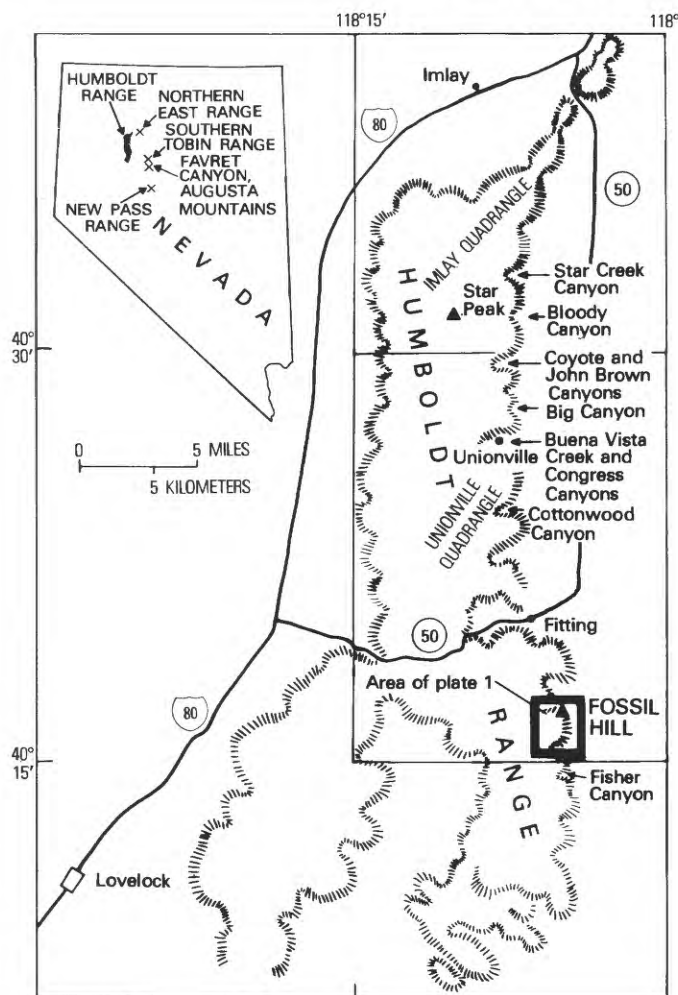 118° 15'
118°
HUMBOLDT
RANGE
NORTHERN
EAST RANGE
SOUTHERN
TOBIN RANGE
FAVRET
CANYON,
AUGUSTA
MOUNTAINS
NEW PASS
RANGE
NEVADA
Imlay
80
50
IMLAY QUADRANGLE
HUMBOLDT
Star
Peak
Star Creek
Canyon
Bloody
Canyon
40°
30'
Coyote and
John Brown
Canyons
Big Canyon
0 5 MILES
5 KILOMETERS
Unionville
Buena Vista
Creek and
Congress
Canyons
UNIONVILLE
QUADRANGLE
Cottonwood
Canyon
50
Fitting
Area of plate 1
80
RANGE
FOSSIL
HILL
40°
15'
Fisher
Canyon
Lovelock